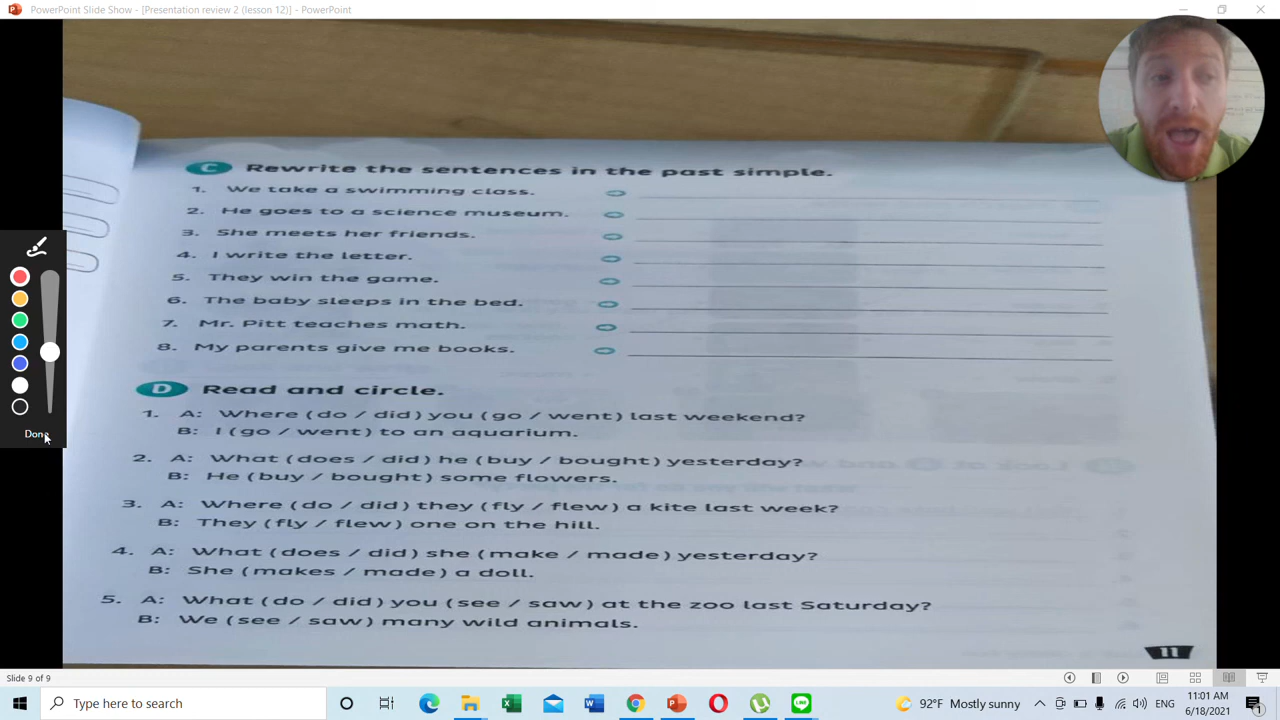 PowerPoint Slide Show - [Presentation review 2 (lesson 12)] - PowerPoint
C Rewrite the sentences in the past simple.
1. We take a swimming class.
2. He goes to a science museum.
3. She meets her friends.
4. I write the letter.
5. They win the game.
6. The baby sleeps in the bed.
7. Mr. Pitt teaches math.
8. My parents give me books.
D Read and circle.
1. A: Where (do / did) you (go / went) last weekend?
B: I (go / went) to an aquarium.
2. A: What (does / did) he (buy / bought) yesterday?
B: He (buy / bought) some flowers.
3. A: Where (do / did) they (fly / flew) a kite last week?
B: They (fly / flew) one on the hill.
4. A: What (does / did) she (make / made) yesterday?
B: She (makes / made) a doll.
5. A: What (do / did) you (see / saw) at the zoo last Saturday?
B: We (see / saw) many wild animals.
11
Done
Slide 9 of 9
Type here to search
92°F Mostly sunny
ENG
11:01 AM
6/18/2021
1